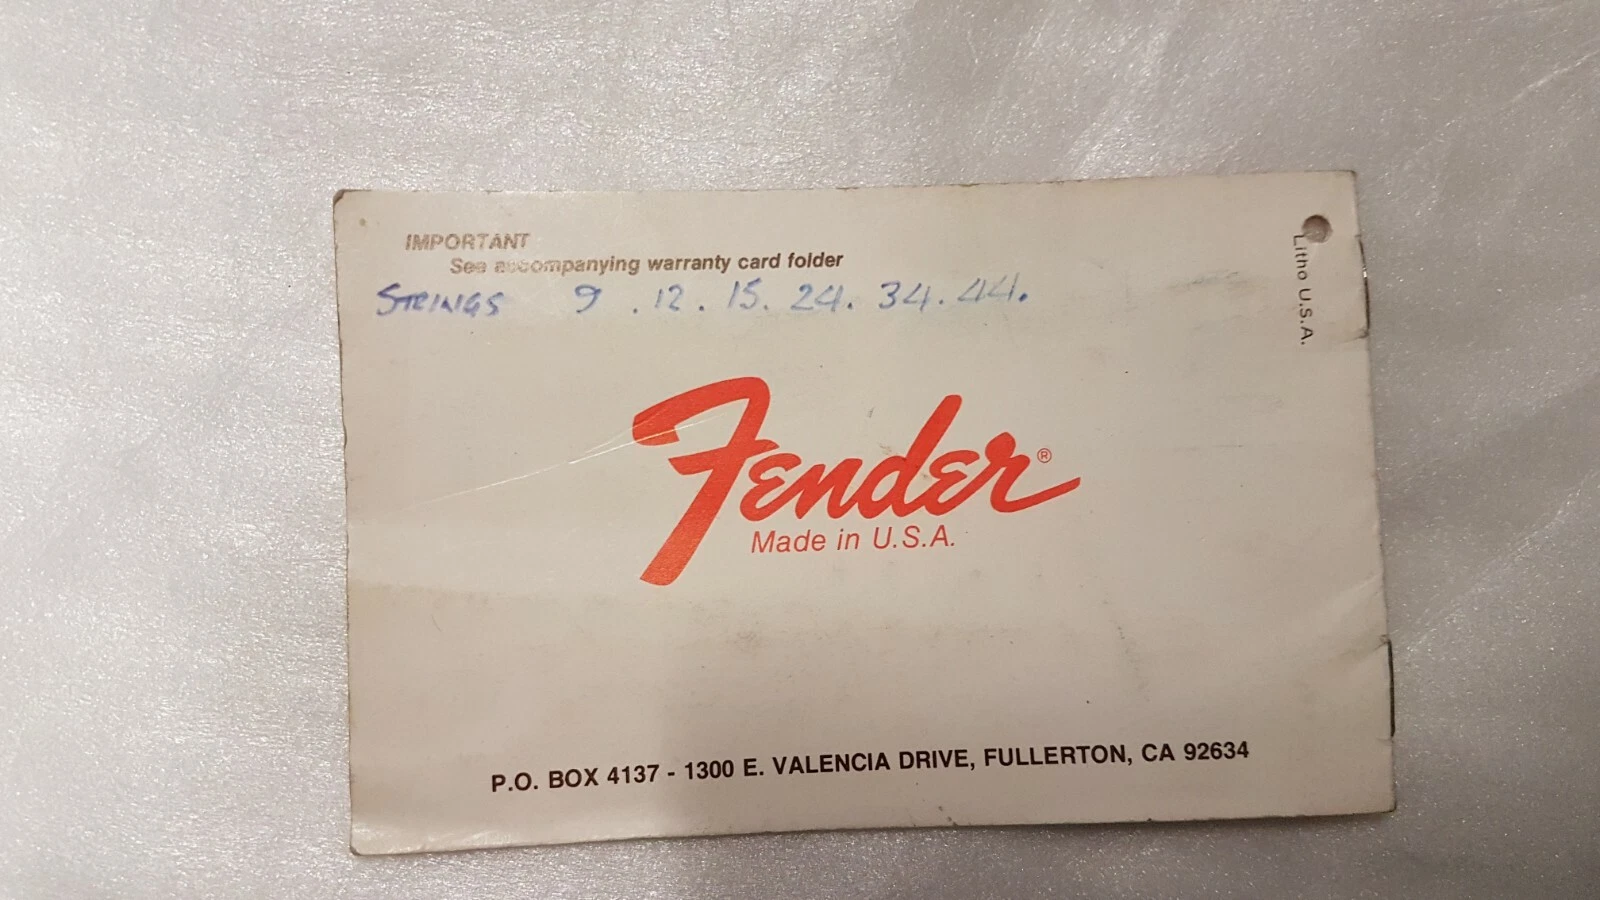 IMPORTANT
See accompanying warranty card folder
STRINGS 9 . 12 . 15. 24. 34. 44.
Litho U.S.A.
Fender®
Made in U.S.A.
P.O. BOX 4137 - 1300 E. VALENCIA DRIVE, FULLERTON, CA 92634